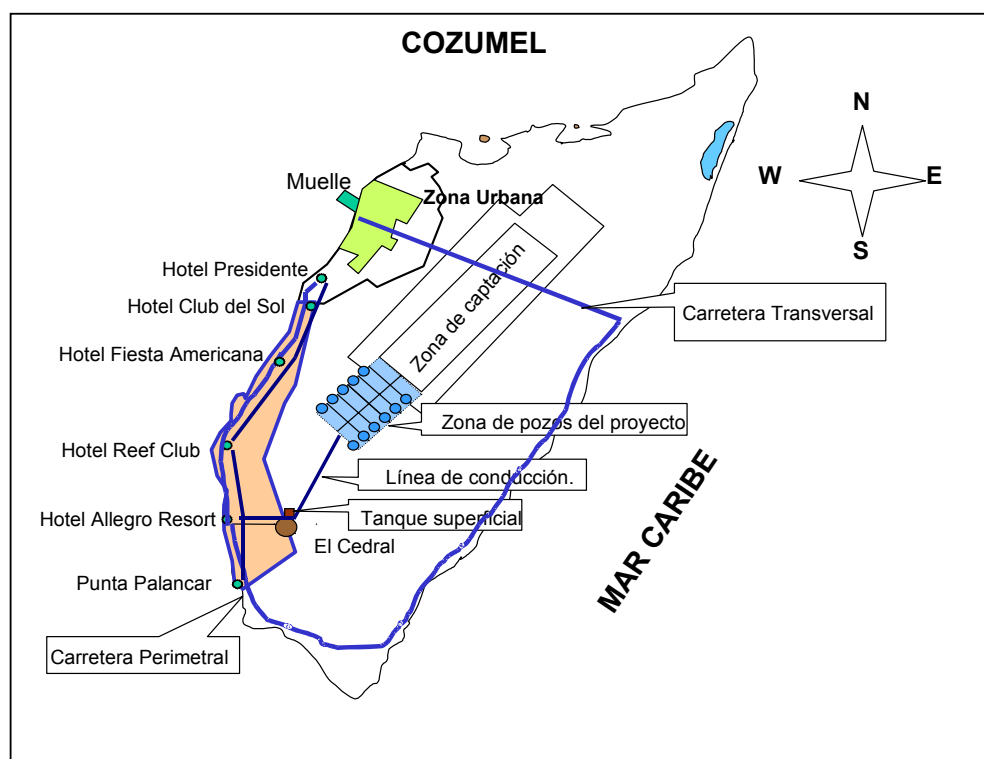 COZUMEL
N
W
E
S
Muelle
Zona Urbana
Hotel Presidente
Hotel Club del Sol
Zona de captación
Carretera Transversal
Hotel Fiesta Americana
Zona de pozos del proyecto
Hotel Reef Club
Línea de conducción.
Hotel Allegro Resort
Tanque superficial
El Cedral
MAR CARIBE
Punta Palancar
Carretera Perimetral